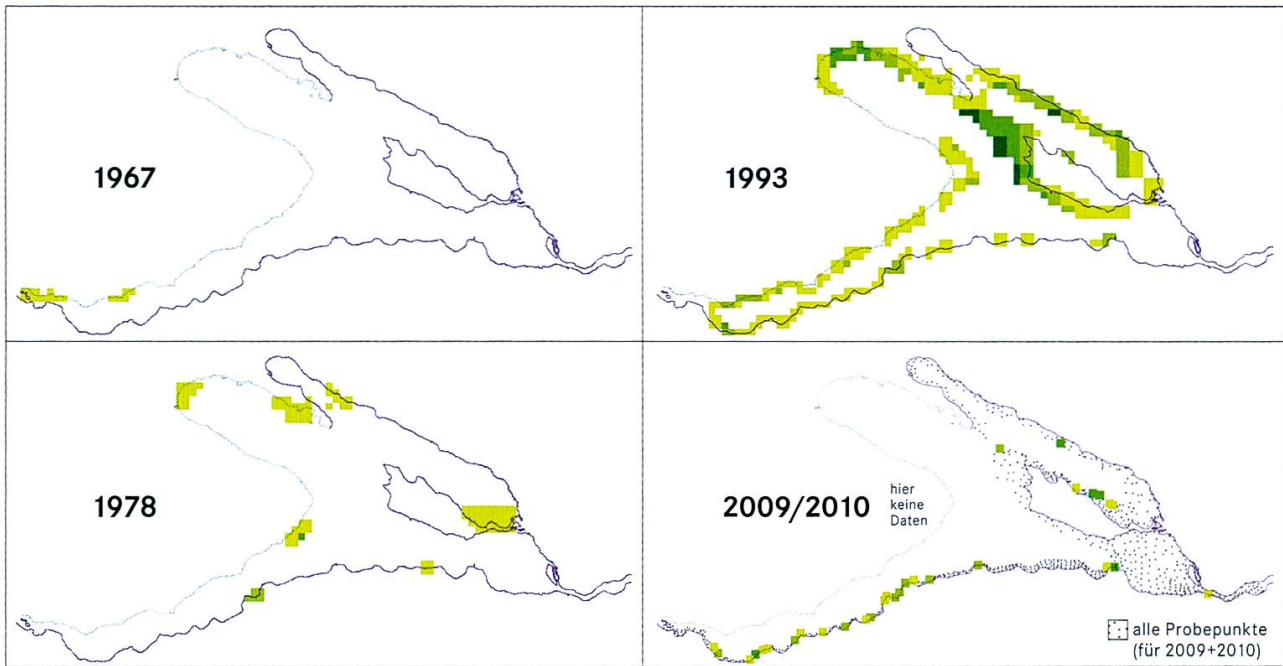 1967
1993
1978
2009/2010
hier
keine
Daten
alle Probepunkte
(für 2009+2010)